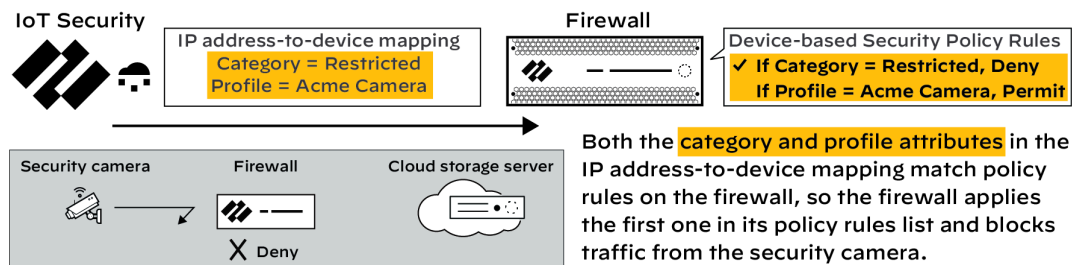 IoT Security
IP address-to-device mapping
Category = Restricted
Profile = Acme Camera
Firewall
Device-based Security Policy Rules
✓ If Category = Restricted, Deny
If Profile = Acme Camera, Permit
Security camera
Firewall
Cloud storage server
X Deny
Both the category and profile attributes in the
IP address-to-device mapping match policy
rules on the firewall, so the firewall applies
the first one in its policy rules list and blocks
traffic from the security camera.